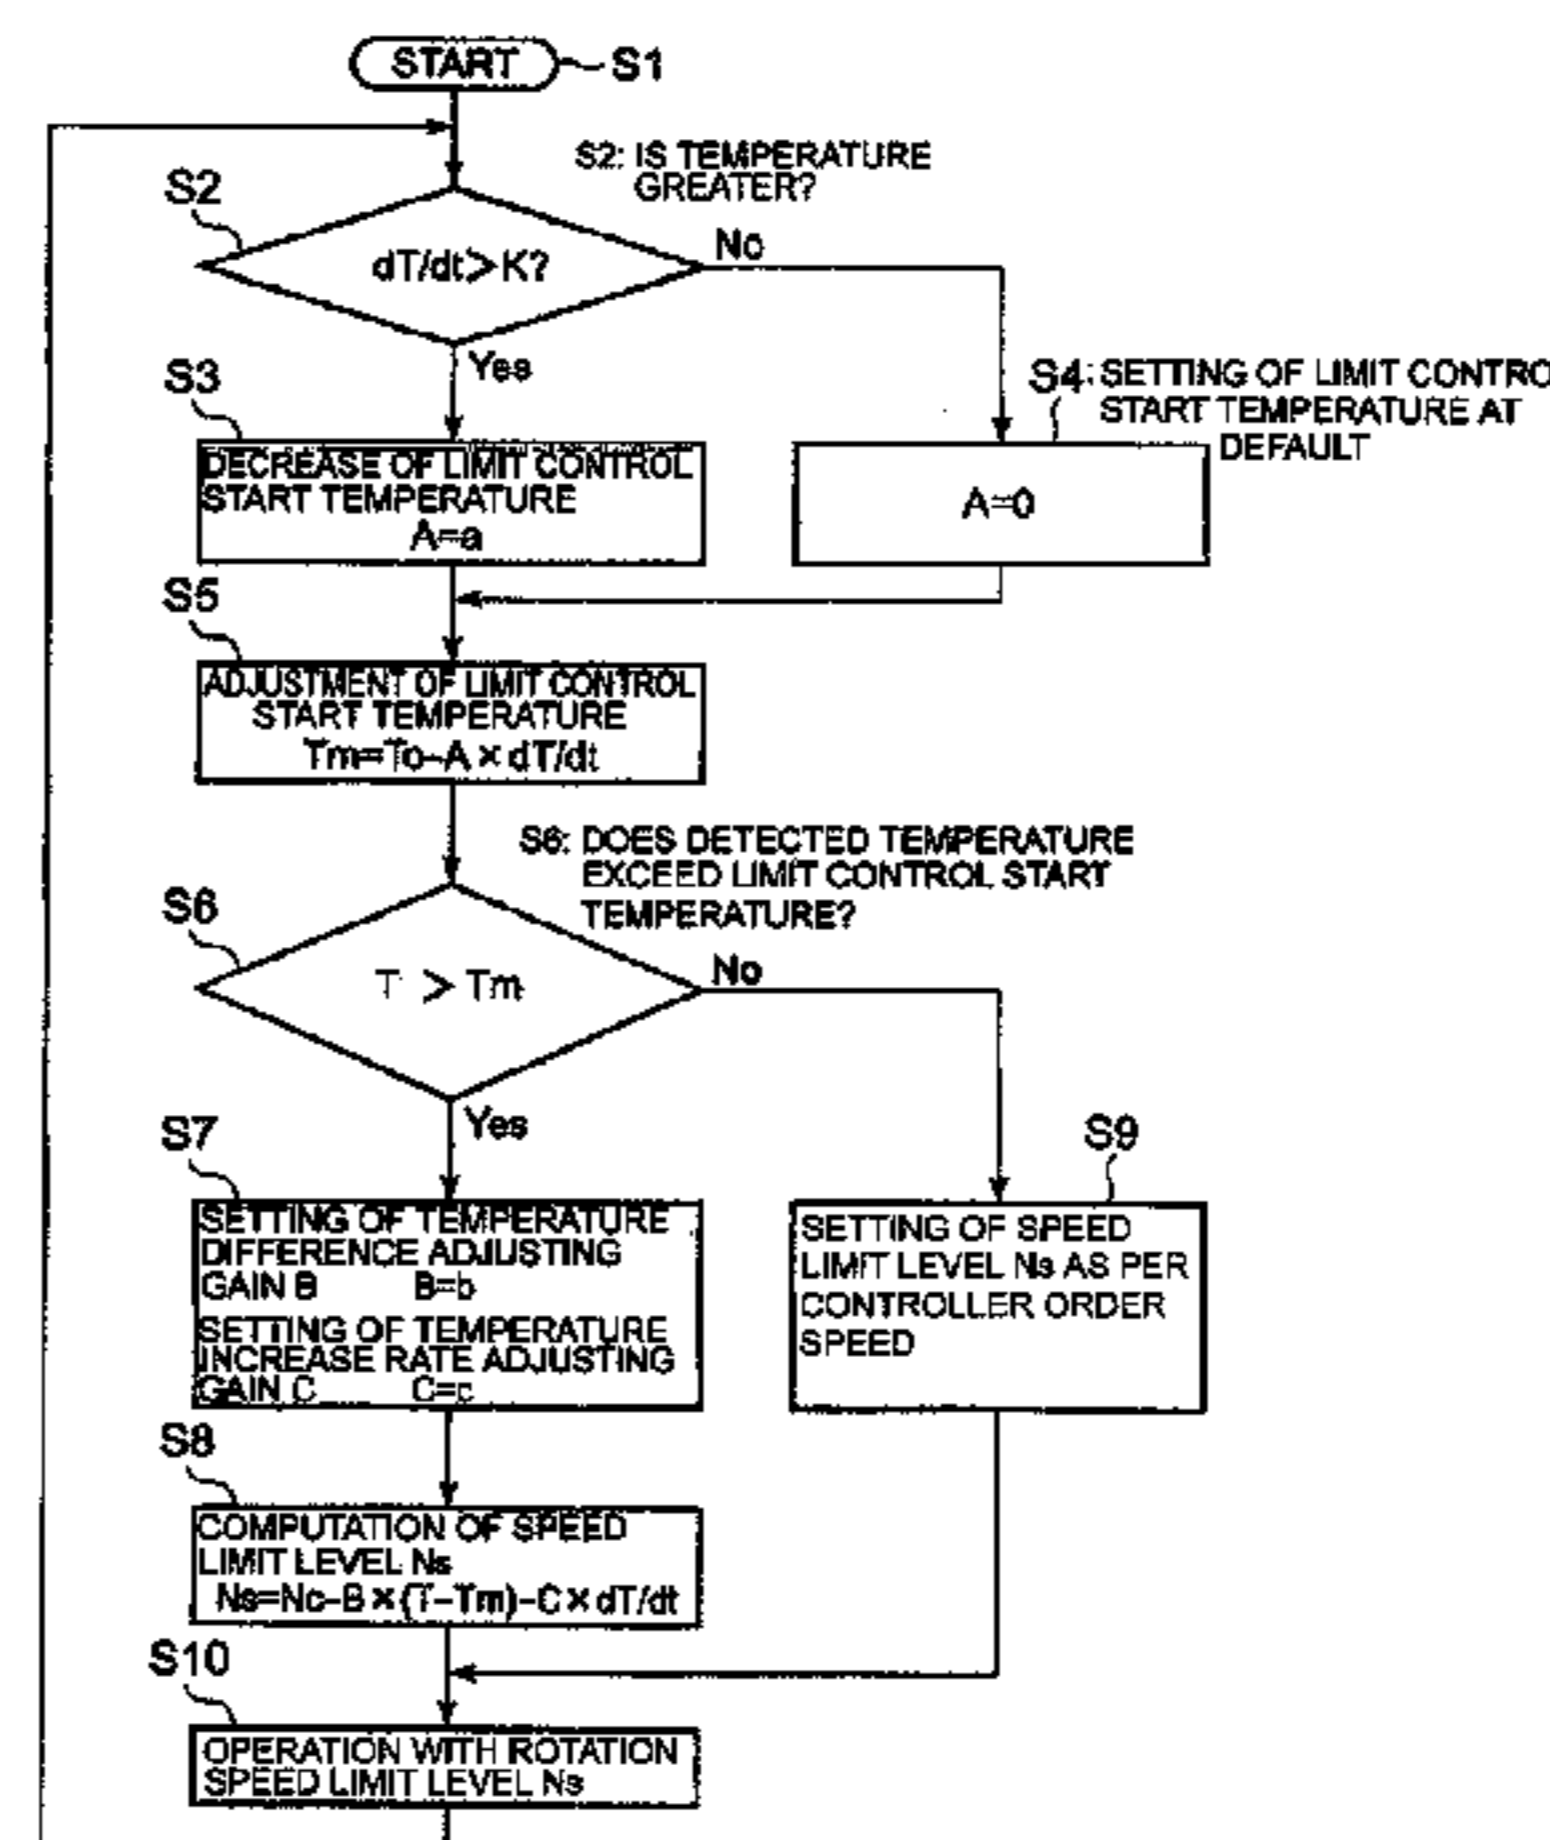 START
S1
S2: IS TEMPERATURE
GREATER?
S2
dT/dt>K?
No
Yes
S3
DECREASE OF LIMIT CONTROL
START TEMPERATURE
A=a
S4: SETTING OF LIMIT CONTRO
START TEMPERATURE AT
DEFAULT
A=0
S5
ADJUSTMENT OF LIMIT CONTROL
START TEMPERATURE
Tm=To-A×dT/dt
S6: DOES DETECTED TEMPERATURE
EXCEED LIMIT CONTROL START
TEMPERATURE?
S6
T > Tm
No
Yes
S7
SETTING OF TEMPERATURE
DIFFERENCE ADJUSTING
GAIN B B=b
SETTING OF TEMPERATURE
INCREASE RATE ADJUSTING
GAIN C C=c
S9
SETTING OF SPEED
LIMIT LEVEL Ns AS PER
CONTROLLER ORDER
SPEED
S8
COMPUTATION OF SPEED
LIMIT LEVEL Ns
Ns=Nc-B×(T-Tm)-C×dT/dt
S10
OPERATION WITH ROTATION
SPEED LIMIT LEVEL Ns